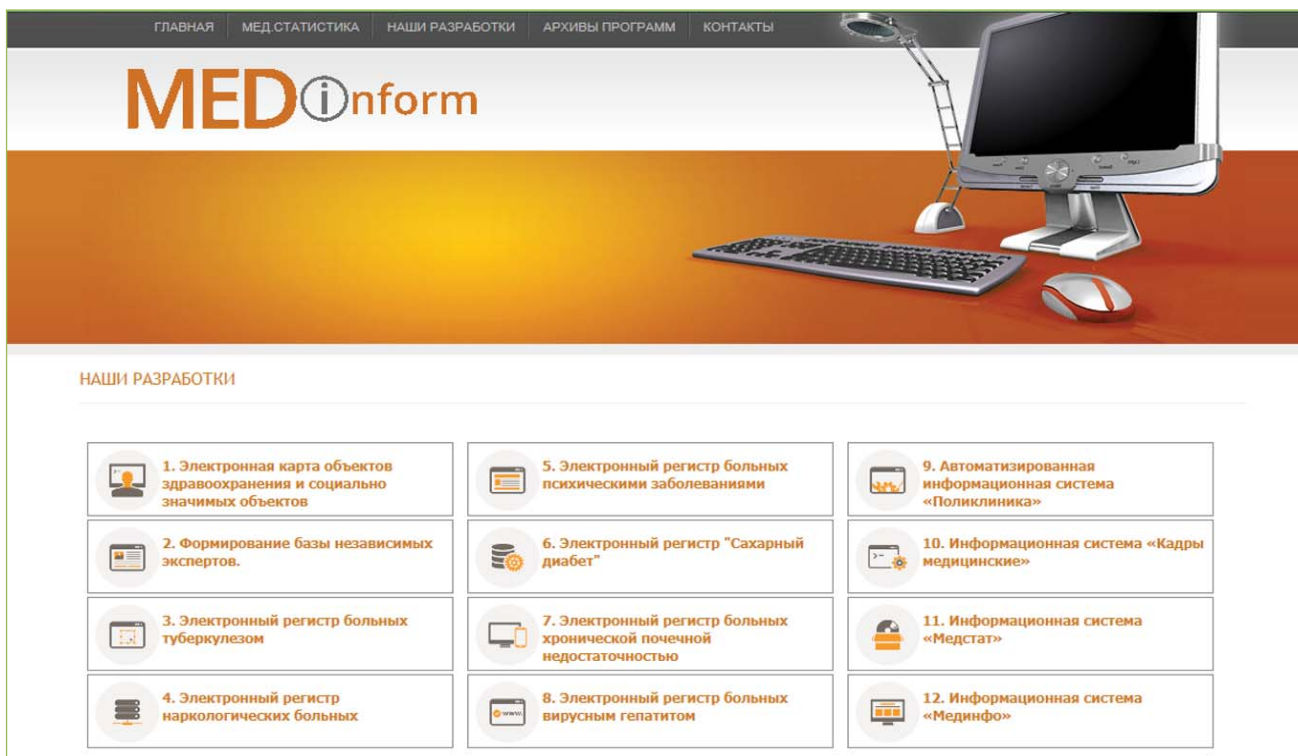 ГЛАВНАЯ МЕД.СТАТИСТИКА НАШИ РАЗРАБОТКИ АРХИВЫ ПРОГРАММ КОНТАКТЫ
MEDinform
НАШИ РАЗРАБОТКИ
1. Электронная карта объектов
здравоохранения и социально
значимых объектов
2. Формирование базы независимых
экспертов.
3. Электронный регистр больных
туберкулезом
4. Электронный регистр
наркологических больных
5. Электронный регистр больных
психическими заболеваниями
6. Электронный регистр "Сахарный
диабет"
7. Электронный регистр больных
хронической почечной
недостаточностью
www.
8. Электронный регистр больных
вирусным гепатитом
9. Автоматизированная
информационная система
«Поликлиника»
10. Информационная система «Кадры
медицинские»
11. Информационная система
«Медстат»
12. Информационная система
«Мединфо»